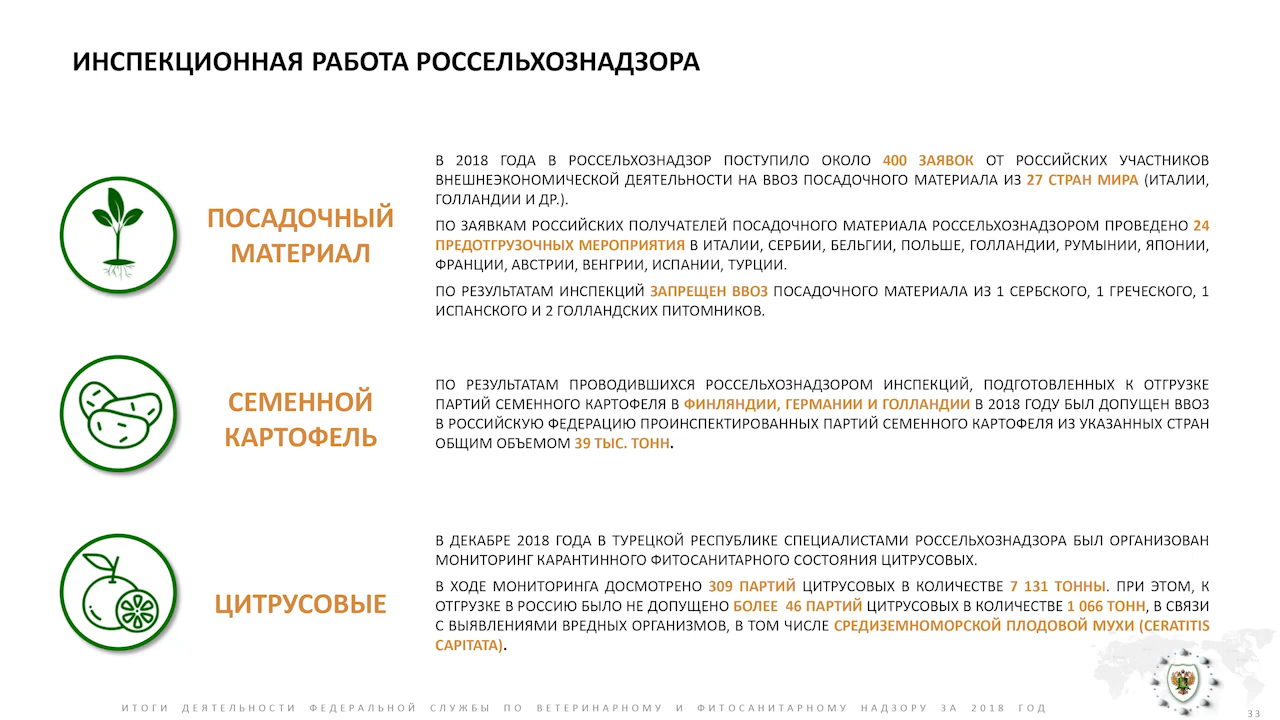 ИНСПЕКЦИОННАЯ РАБОТА РОССЕЛЬХОЗНАДЗОРА
ПОСАДОЧНЫЙ
МАТЕРИАЛ
В 2018 ГОДА В РОССЕЛЬХОЗНАДЗОР ПОСТУПИЛО ОКОЛО 400 ЗАЯВОК ОТ РОССИЙСКИХ УЧАСТНИКОВ
ВНЕШНЕЭКОНОМИЧЕСКОЙ ДЕЯТЕЛЬНОСТИ НА ВВОЗ ПОСАДОЧНОГО МАТЕРИАЛА ИЗ 27 СТРАН МИРА (ИТАЛИИ,
ГОЛЛАНДИИ И ДР.).
ПО ЗАЯВКАМ РОССИЙСКИХ ПОЛУЧАТЕЛЕЙ ПОСАДОЧНОГО МАТЕРИАЛА РОССЕЛЬХОЗНАДЗОРОМ ПРОВЕДЕНО 24
ПРЕДОТГРУЗОЧНЫХ МЕРОПРИЯТИЯ В ИТАЛИИ, СЕРБИИ, БЕЛЬГИИ, ПОЛЬШЕ, ГОЛЛАНДИИ, РУМЫНИИ, ЯПОНИИ,
ФРАНЦИИ, АВСТРИИ, ВЕНГРИИ, ИСПАНИИ, ТУРЦИИ.
ПО РЕЗУЛЬТАТАМ ИНСПЕКЦИЙ ЗАПРЕЩЕН ВВОЗ ПОСАДОЧНОГО МАТЕРИАЛА ИЗ 1 СЕРБСКОГО, 1 ГРЕЧЕСКОГО, 1
ИСПАНСКОГО И 2 ГОЛЛАНДСКИХ ПИТОМНИКОВ.
СЕМЕННОЙ
КАРТОФЕЛЬ
ПО РЕЗУЛЬТАТАМ ПРОВОДИВШИХСЯ РОССЕЛЬХОЗНАДЗОРОМ ИНСПЕКЦИЙ, ПОДГОТОВЛЕННЫХ К ОТГРУЗКЕ
ПАРТИЙ СЕМЕННОГО КАРТОФЕЛЯ В ФИНЛЯНДИИ, ГЕРМАНИИ И ГОЛЛАНДИИ В 2018 ГОДУ БЫЛ ДОПУЩЕН ВВОЗ
В РОССИЙСКУЮ ФЕДЕРАЦИЮ ПРОИНСПЕКТИРОВАННЫХ ПАРТИЙ СЕМЕННОГО КАРТОФЕЛЯ ИЗ УКАЗАННЫХ СТРАН
ОБЩИМ ОБЪЕМОМ 39 ТЫС. ТОНН.
ЦИТРУСОВЫЕ
В ДЕКАБРЕ 2018 ГОДА В ТУРЕЦКОЙ РЕСПУБЛИКЕ СПЕЦИАЛИСТАМИ РОССЕЛЬХОЗНАДЗОРА БЫЛ ОРГАНИЗОВАН
МОНИТОРИНГ КАРАНТИННОГО ФИТОСАНИТАРНОГО СОСТОЯНИЯ ЦИТРУСОВЫХ.
В ХОДЕ МОНИТОРИНГА ДОСМОТРЕНО 309 ПАРТИЙ ЦИТРУСОВЫХ В КОЛИЧЕСТВЕ 7 131 ТОННЫ. ПРИ ЭТОМ, К
ОТГРУЗКЕ В РОССИЮ БЫЛО НЕ ДОПУЩЕНО БОЛЕЕ 46 ПАРТИЙ ЦИТРУСОВЫХ В КОЛИЧЕСТВЕ 1 066 ТОНН, В СВЯЗИ
С ВЫЯВЛЕНИЯМИ ВРЕДНЫХ ОРГАНИЗМОВ, В ТОМ ЧИСЛЕ СРЕДИЗЕМНОМОРСКОЙ ПЛОДОВОЙ МУХИ (CERATITIS
CAPITATA).
ИТОГИ ДЕЯТЕЛЬНОСТИ ФЕДЕРАЛЬНОЙ СЛУЖБЫ ПО ВЕТЕРИНАРНОМУ И ФИТОСАНИТАРНОМУ НАДЗОРУ ЗА 2018 ГОД
33